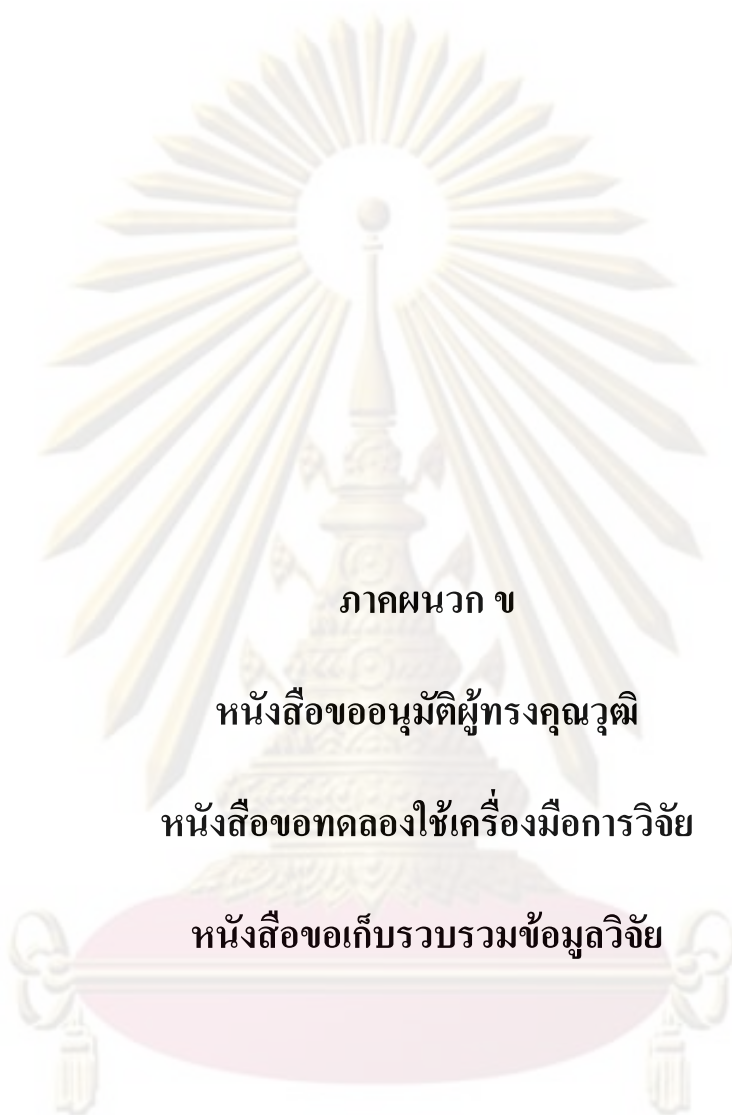 ภาคผนวก ข
หนังสือขออนุมัติผู้ทรงคุณวุฒิ
หนังสือขอทดลองใช้เครื่องมือการวิจัย
หนังสือขอเก็บรวบรวมข้อมูลวิจัย